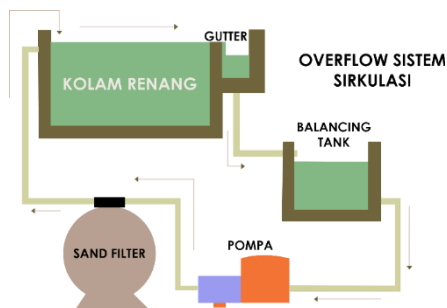 GUTTER
KOLAM RENANG
OVERFLOW SISTEM
SIRKULASI
BALANCING
TANK
SAND FILTER
POMPA